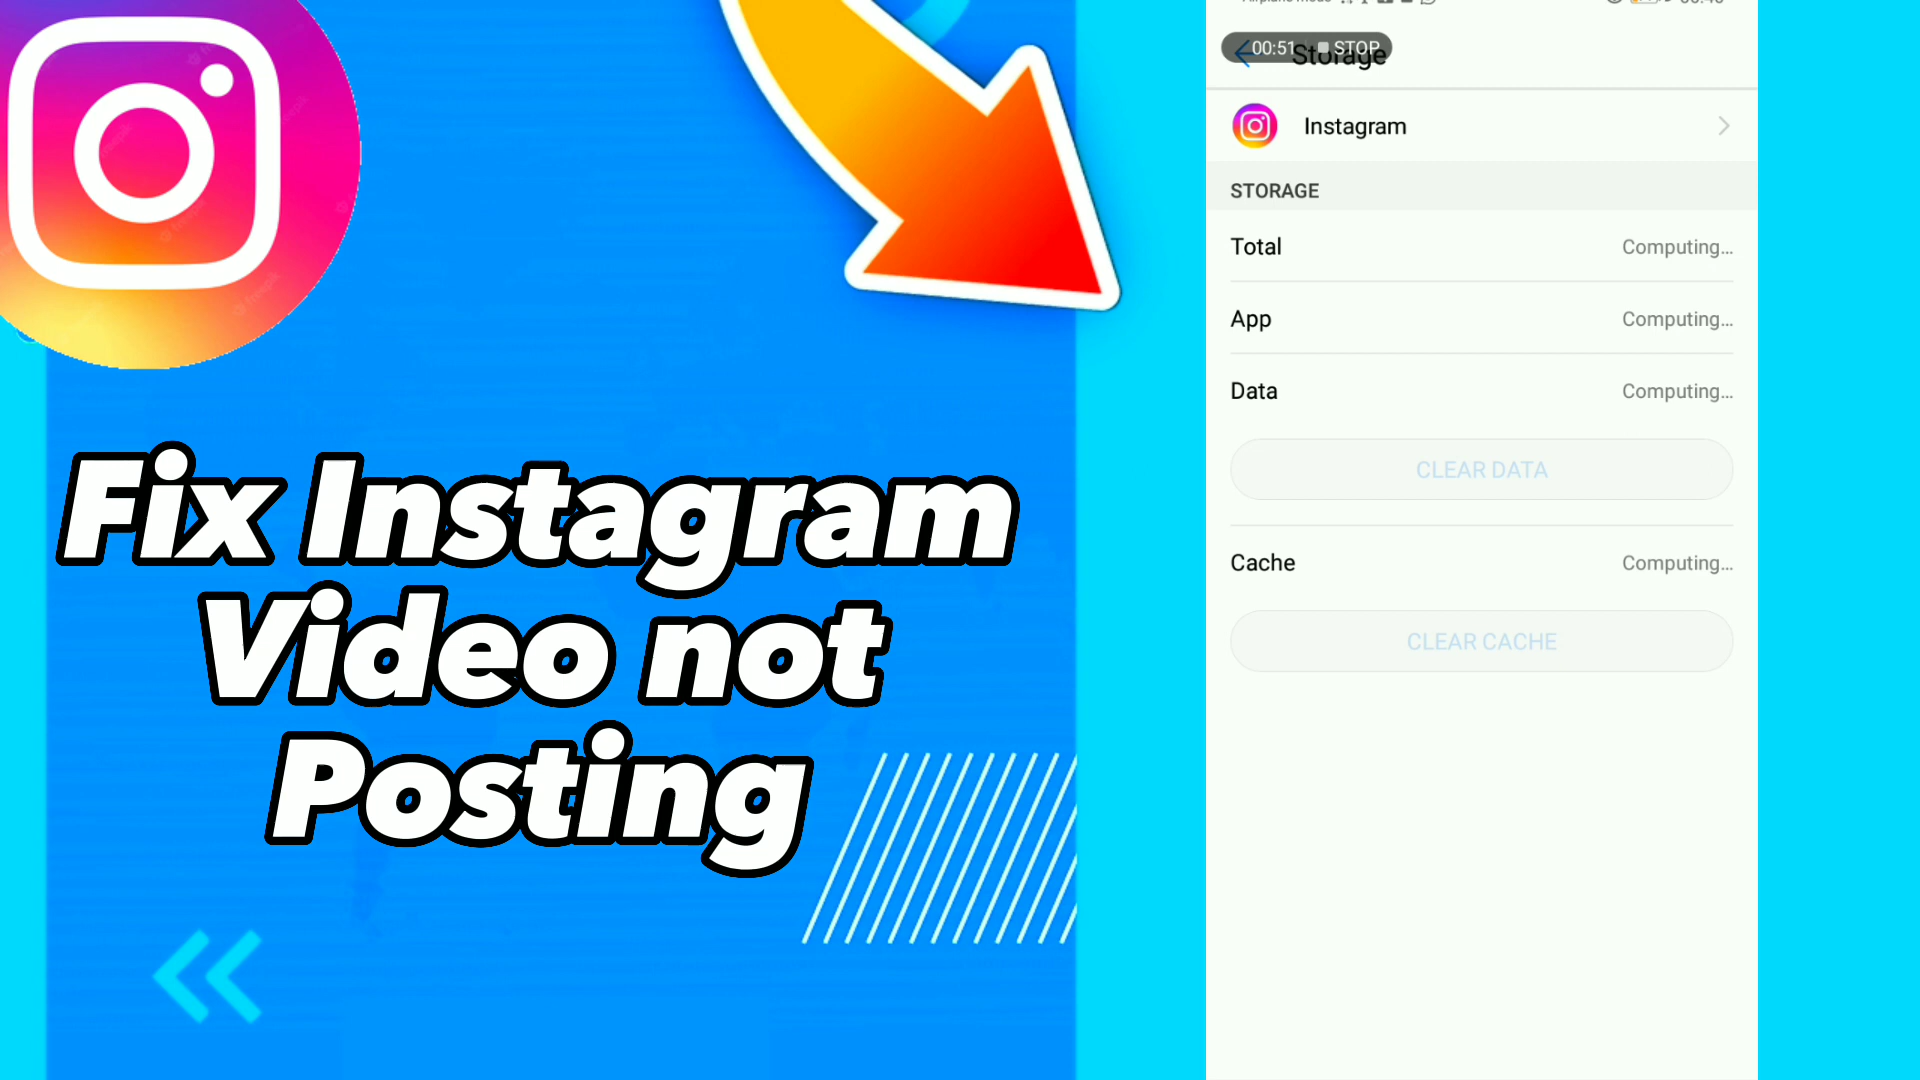 Fix Instagram
Video not
Posting
00:51 STOP
Storage
Instagram
STORAGE
Total Computing...
App Computing...
Data Computing...
CLEAR DATA
Cache Computing...
CLEAR CACHE